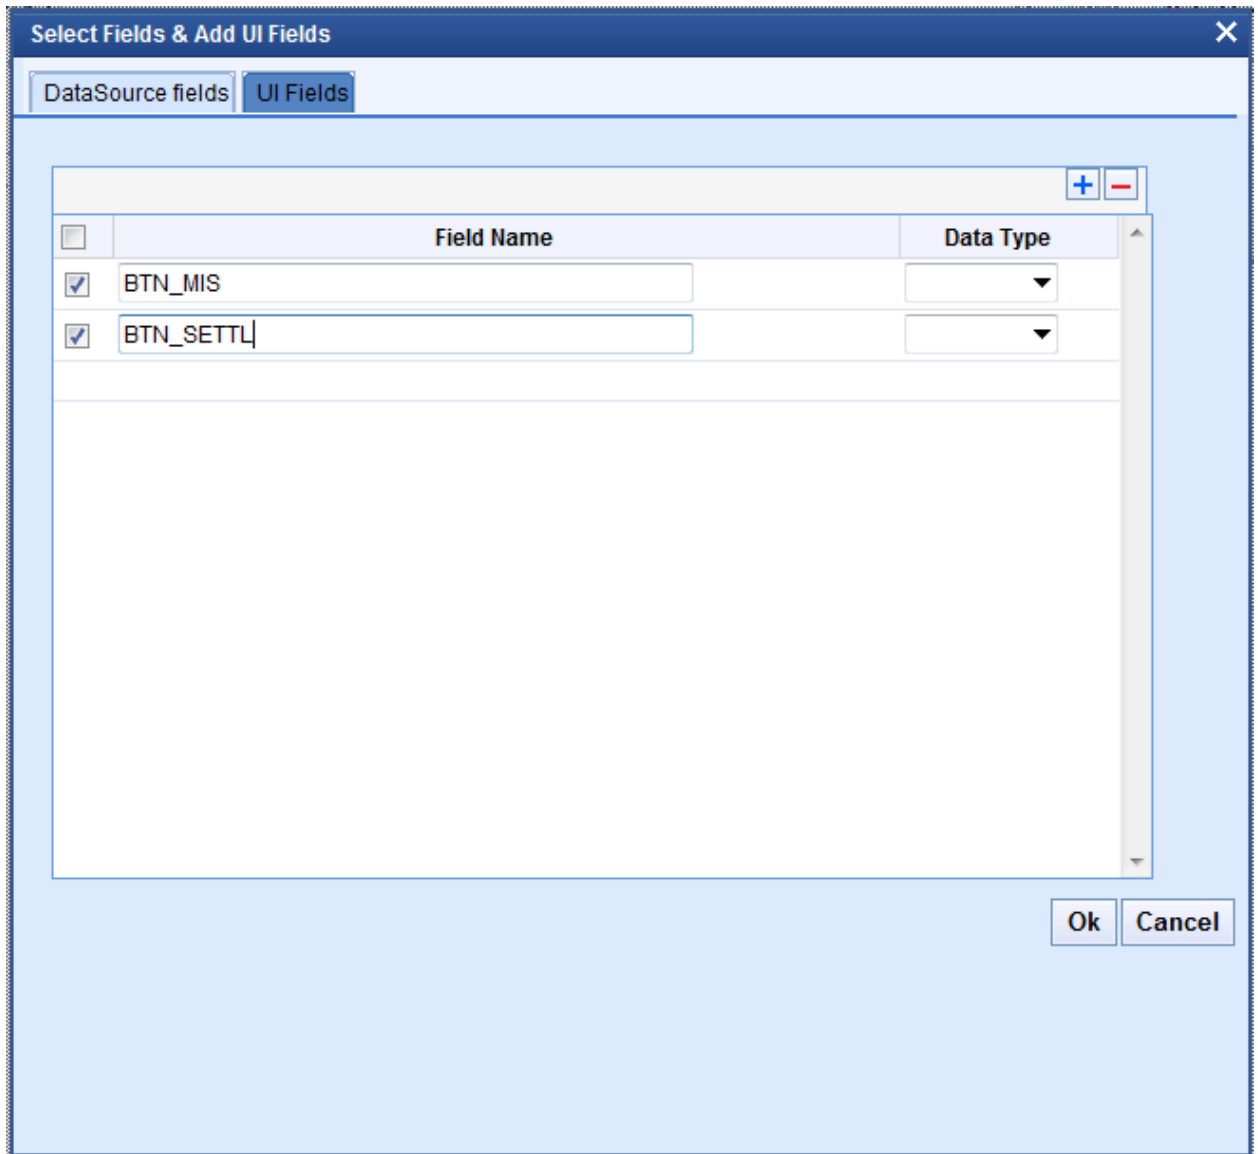 Select Fields & Add UI Fields
DataSource fields UI Fields
Field Name Data Type
BTN_MIS
BTN_SETTL
Ok Cancel